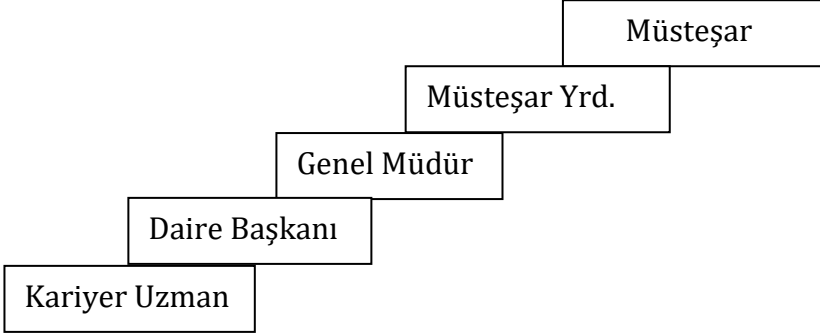 Müsteşar
Müsteşar Yrd.
Genel Müdür
Daire Başkanı
Kariyer Uzman